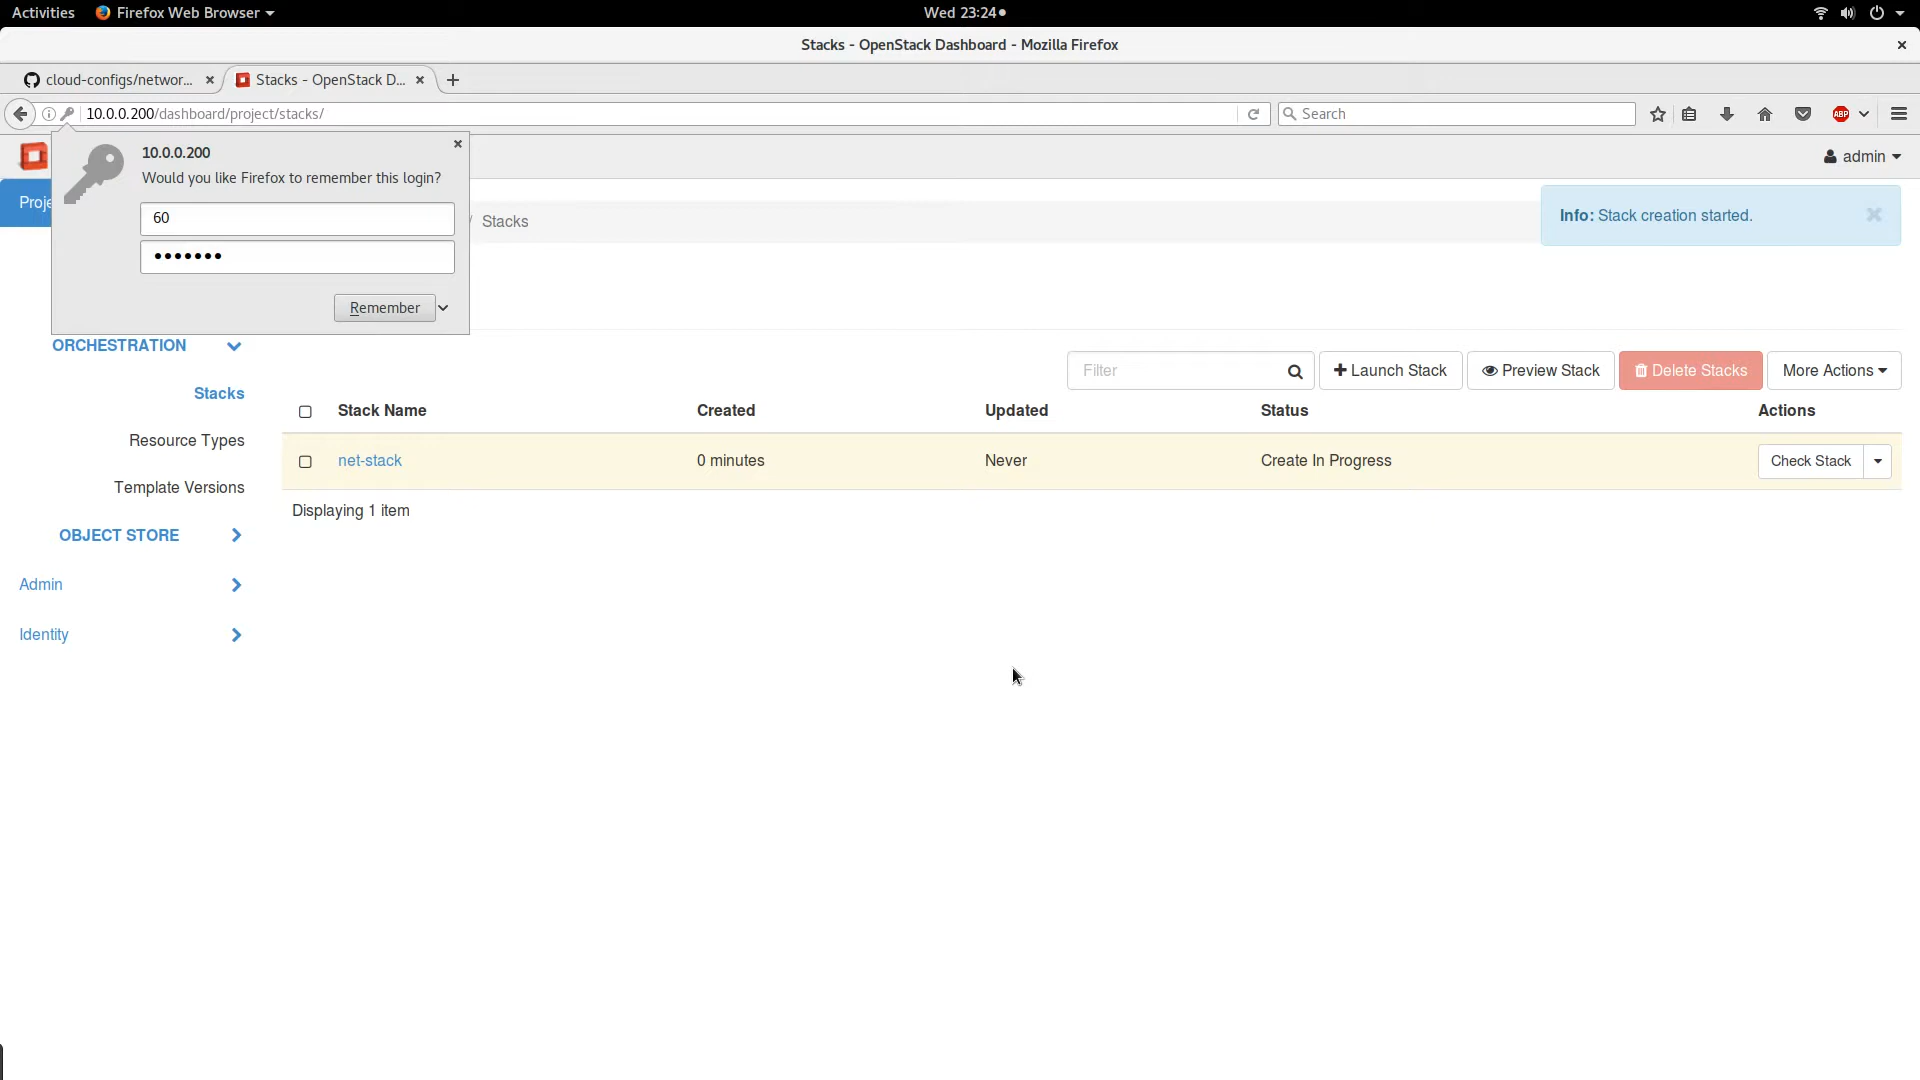 Activities Firefox Web Browser Wed 23:24
Stacks - OpenStack Dashboard - Mozilla Firefox
cloud-configs/networ... Stacks - OpenStack D...
10.0.0.200/dashboard/project/stacks/ Search ABP
10.0.0.200
Would you like Firefox to remember this login?
60
•••••••
Remember
admin
Proje
/ Stacks
Info: Stack creation started.
ORCHESTRATION
Stacks
Resource Types
Template Versions
OBJECT STORE
Admin
Identity
Filter Launch Stack Preview Stack Delete Stacks More Actions
Stack Name Created Updated Status Actions
net-stack 0 minutes Never Create In Progress Check Stack
Displaying 1 item